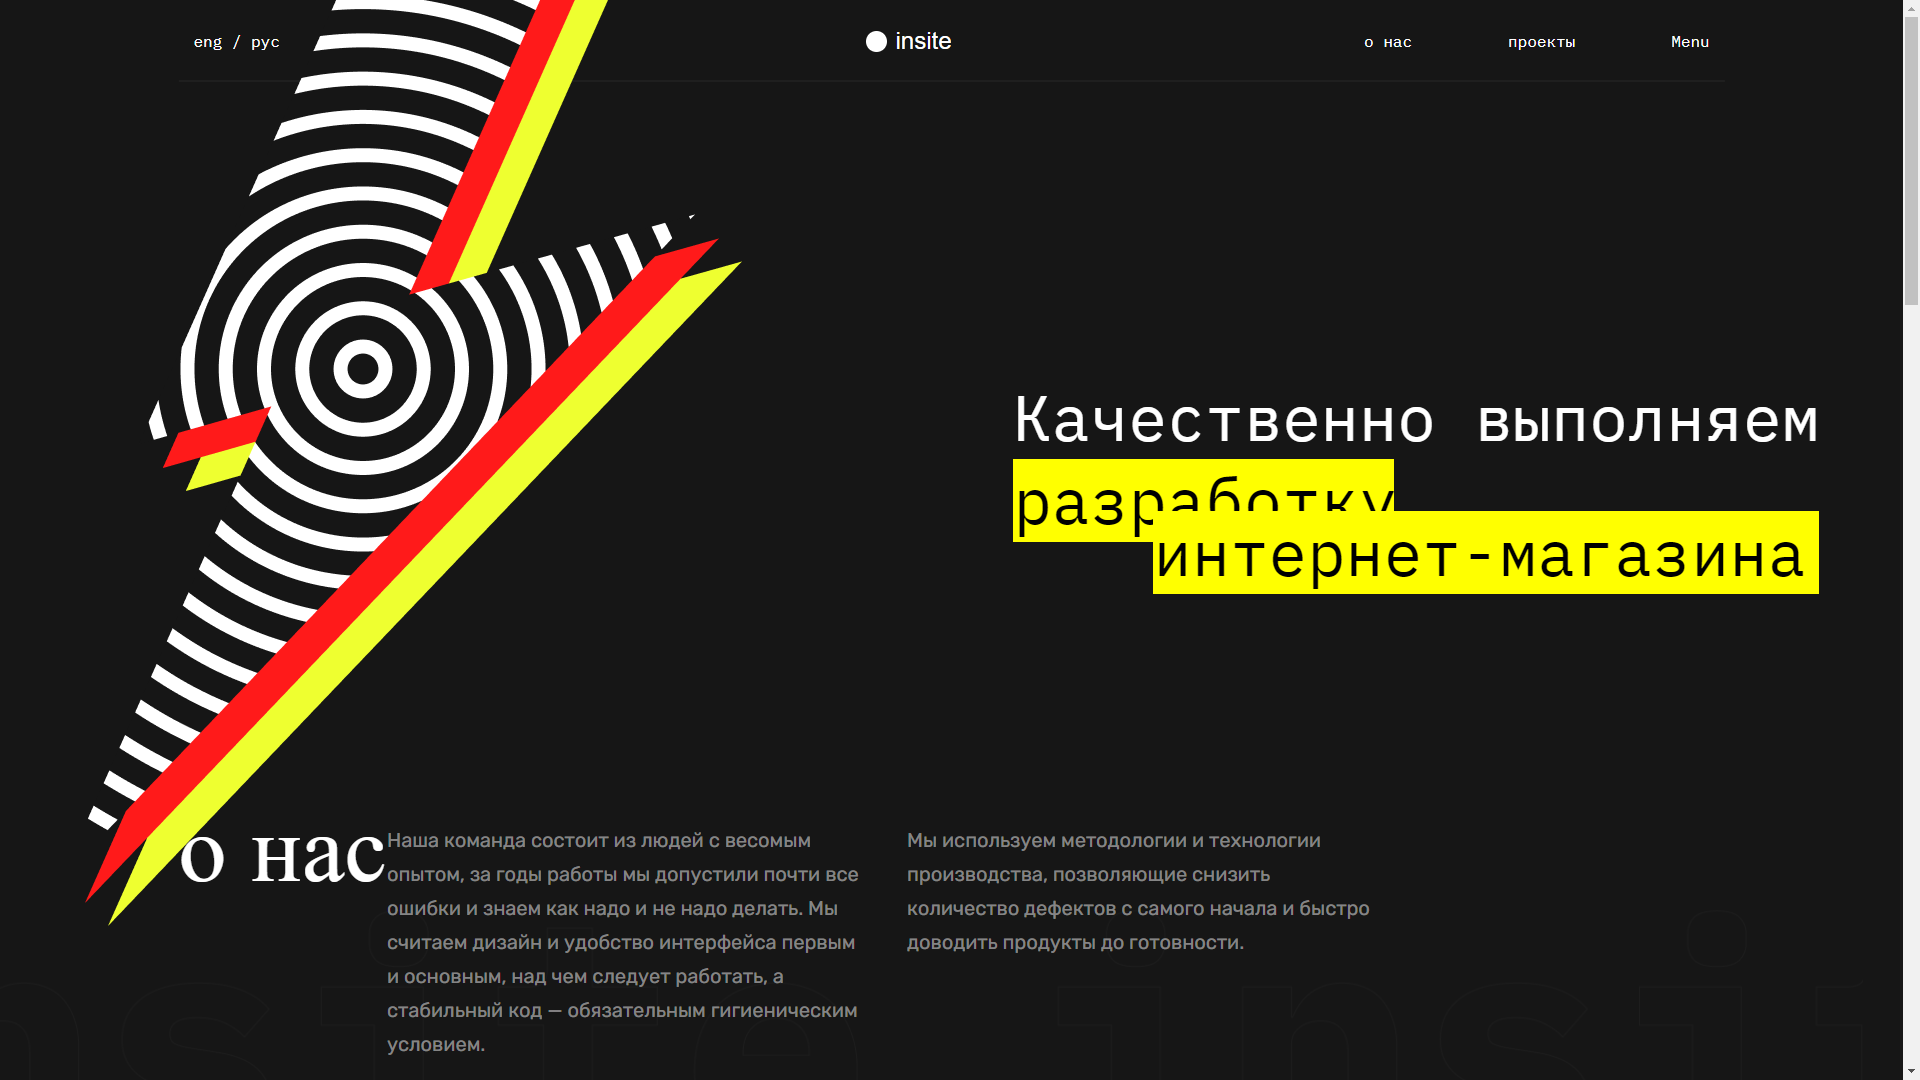 eng / рус
insite
о нас
проекты
Menu
Качественно выполняем
разработку
интернет-магазина
о нас
Наша команда состоит из людей с весомым
опытом, за годы работы мы допустили почти все
ошибки и знаем как надо и не надо делать. Мы
считаем дизайн и удобство интерфейса первым
и основным, над чем следует работать, а
стабильный код — обязательным гигиеническим
условием.
Мы используем методологии и технологии
производства, позволяющие снизить
количество дефектов с самого начала и быстро
доводить продукты до готовности.
insite insite